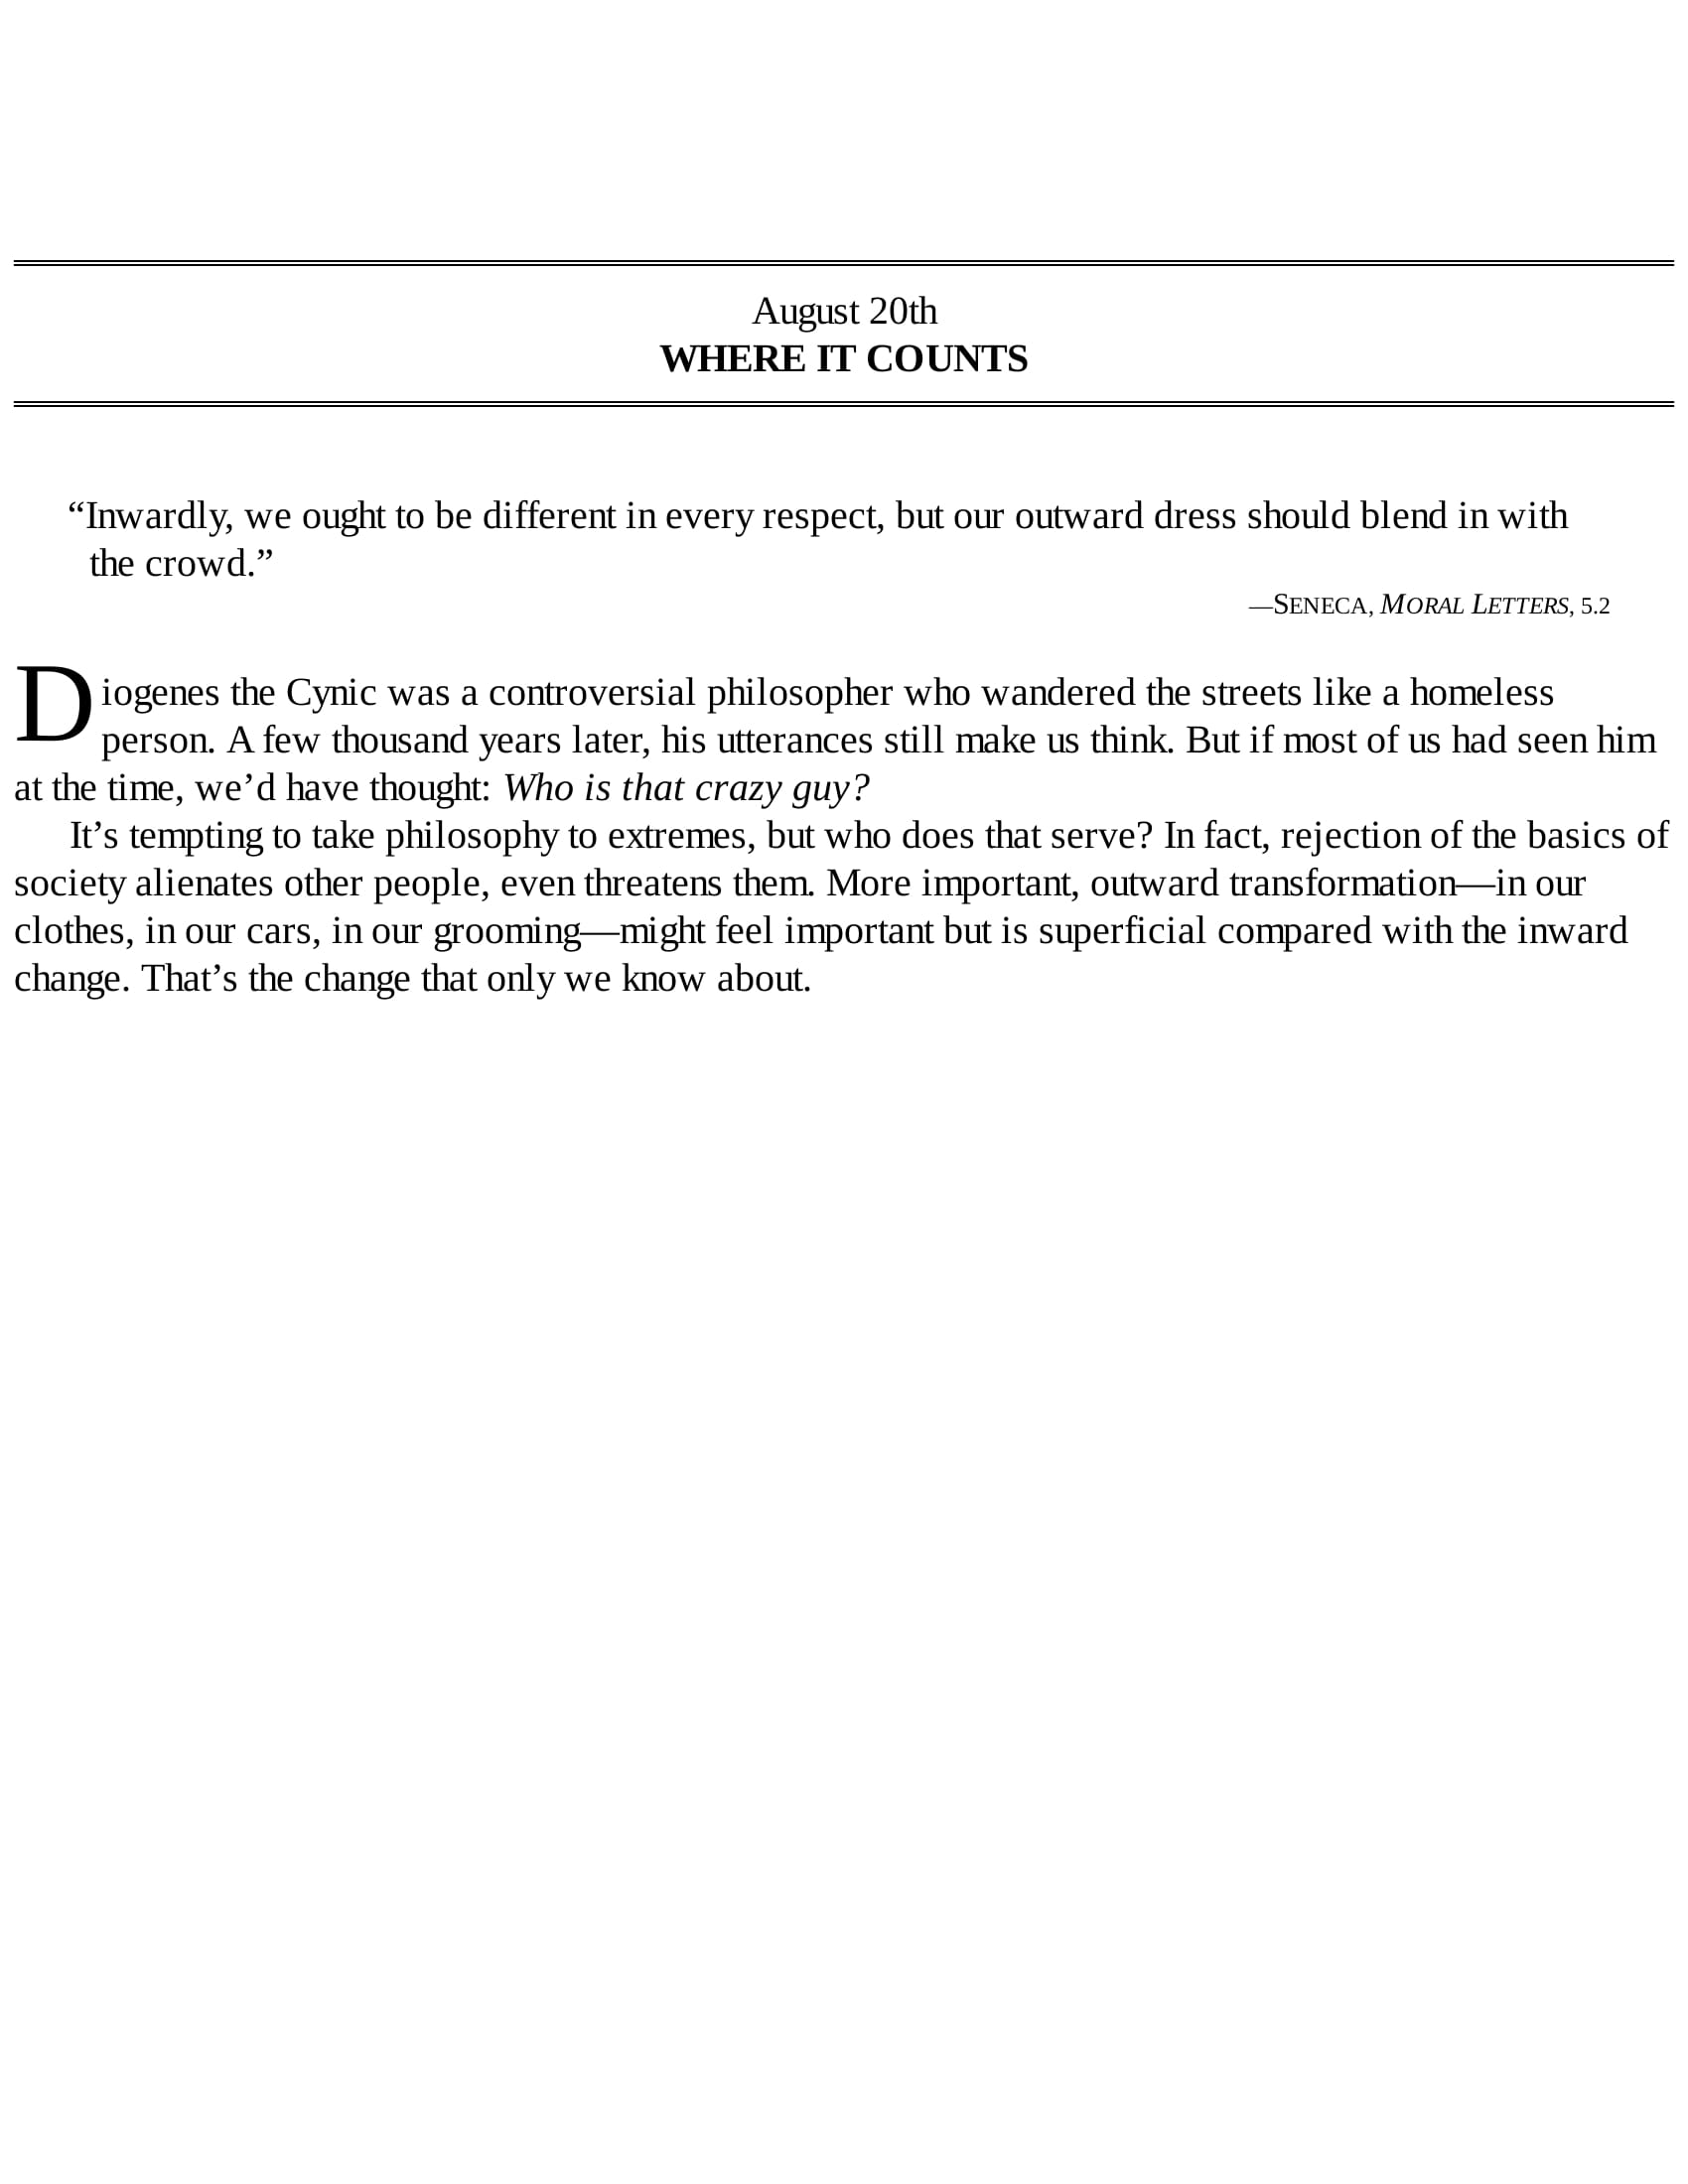 August 20th
WHERE IT COUNTS
“Inwardly, we ought to be different in every respect, but our outward dress should blend in with
the crowd.”
—SENECA, MORAL LETTERS, 5.2
Diogenes the Cynic was a controversial philosopher who wandered the streets like a homeless
person. A few thousand years later, his utterances still make us think. But if most of us had seen him
at the time, we’d have thought: Who is that crazy guy?
It’s tempting to take philosophy to extremes, but who does that serve? In fact, rejection of the basics of
society alienates other people, even threatens them. More important, outward transformation—in our
clothes, in our cars, in our grooming—might feel important but is superficial compared with the inward
change. That’s the change that only we know about.